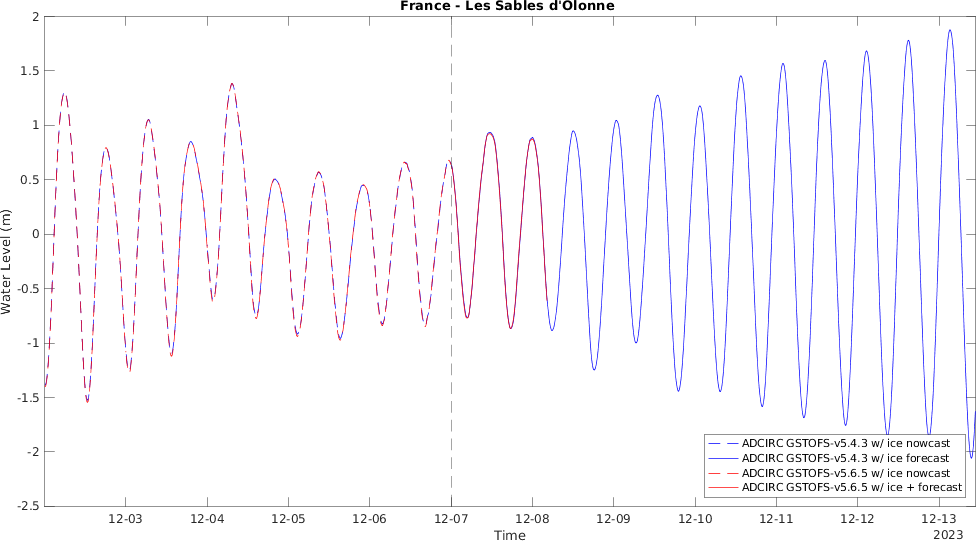 France - Les Sables d'Olonne
2
1.5
1
0.5
0
-0.5
-1
-1.5
-2
-2.5
Water Level (m)
ADCIRC GSTOFS-v5.4.3 w/ ice nowcast
ADCIRC GSTOFS-v5.4.3 w/ ice forecast
ADCIRC GSTOFS-v5.6.5 w/ ice nowcast
ADCIRC GSTOFS-v5.6.5 w/ ice + forecast
12-03 12-04 12-05 12-06 12-07 12-08 12-09 12-10 12-11 12-12 12-13
Time
2023